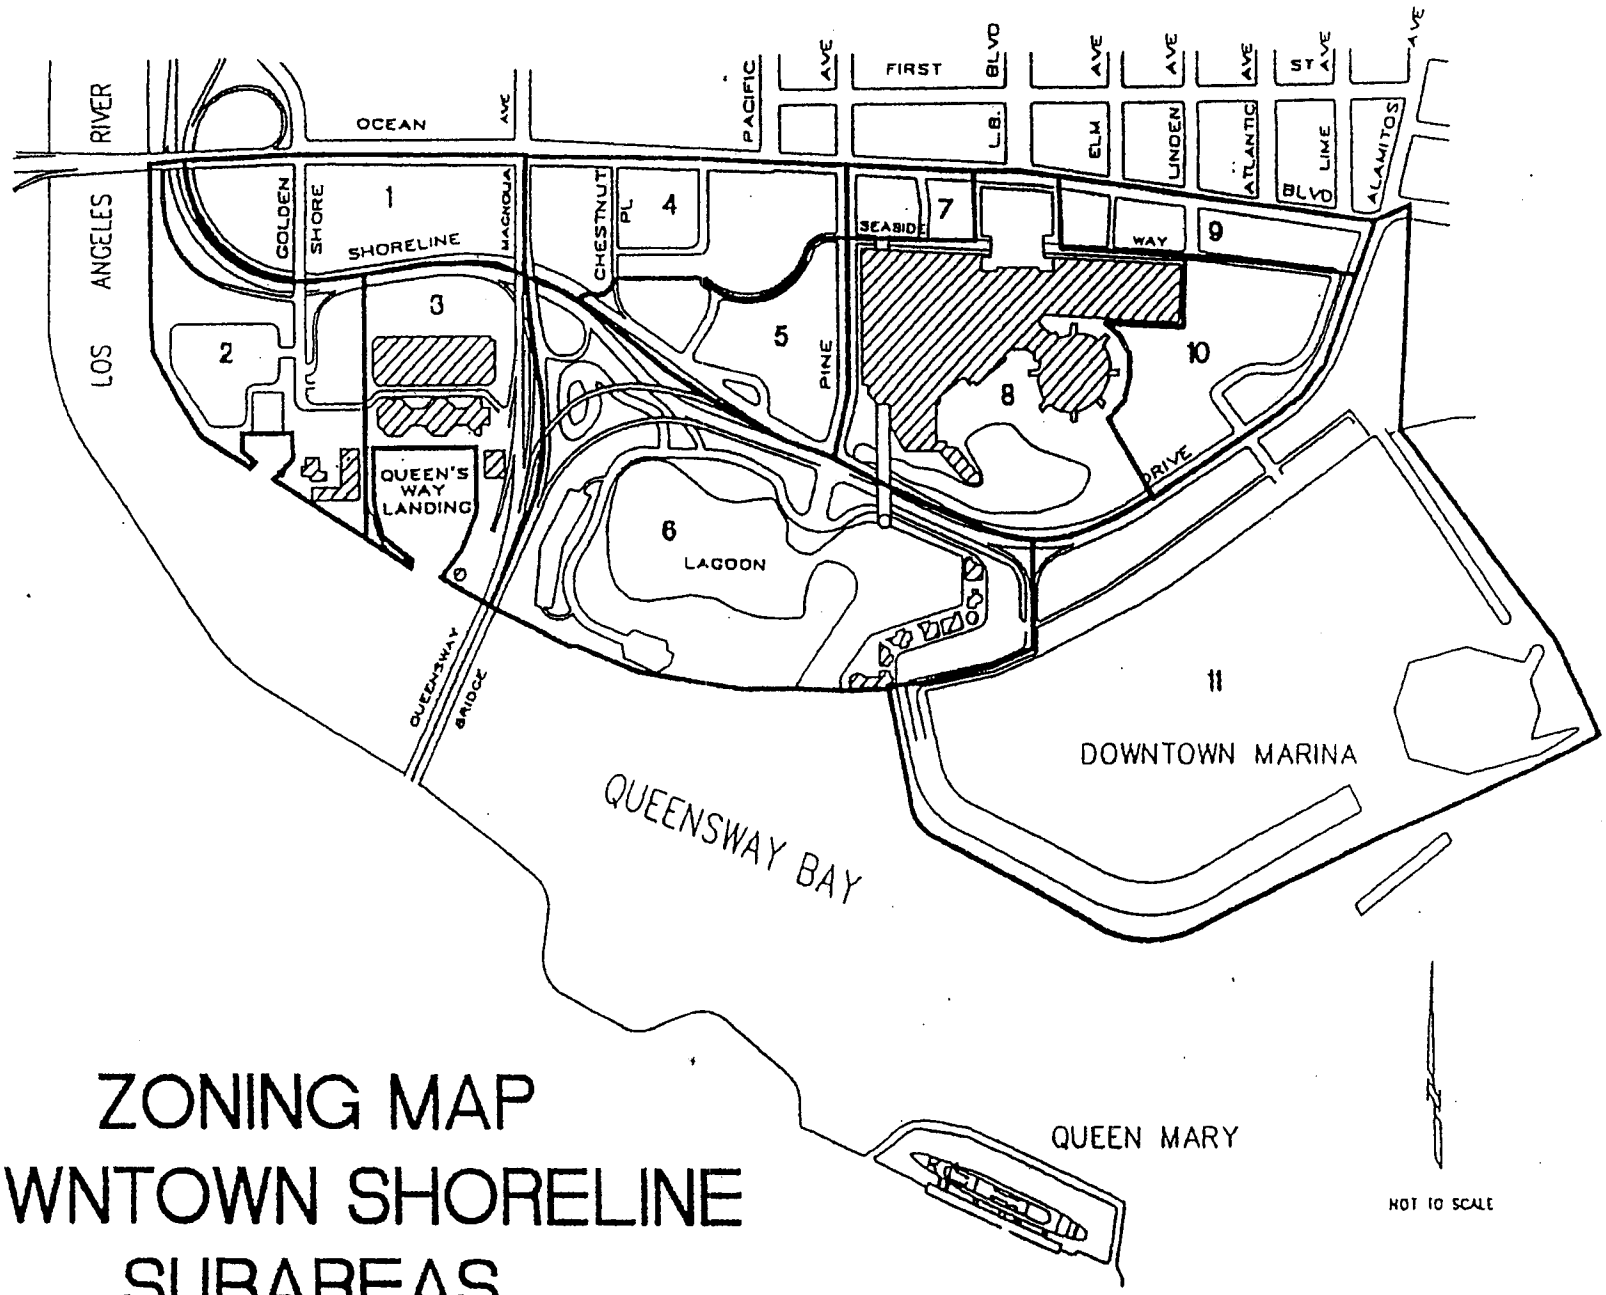 AVE
BLVD
AVE
AVE
AVE
AVE
ST AVE
FIRST
PACIFIC
L.B.
ELM
LINDEN
ATLANTIC
LIME
ALAMITOS
BLVD
LOS ANGELES RIVER
OCEAN
AVE
GOLDEN
SHORE
1
MAGNOLIA
CHESTNUT
PL
4
SEASIDE
7
WAY
9
SHORELINE
3
2
5
PINE
10
8
QUEEN'S
WAY
LANDING
DRIVE
6
LAGOON
QUEENSWAY
BRIDGE
11
DOWNTOWN MARINA
QUEENSWAY BAY
ZONING MAP
WNTOWN SHORELINE
SUBAREAS
QUEEN MARY
NOT TO SCALE